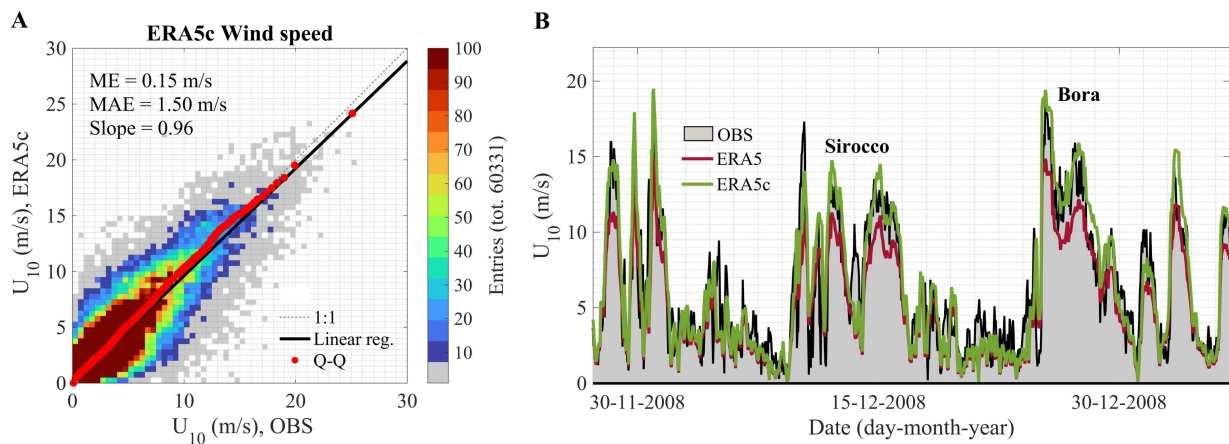 A
ERA5c Wind speed
ME = 0.15 m/s
MAE = 1.50 m/s
Slope = 0.96
1:1
Linear reg.
Q-Q
30
25
20
15
10
5
0
U10 (m/s), ERA5c
0
10
20
30
U10 (m/s), OBS
100
90
80
70
60
50
40
30
20
10
Entries (tot. 60331)
B
Bora
Sirocco
OBS
ERA5
ERA5c
20
15
10
5
0
U10 (m/s)
30-11-2008
15-12-2008
30-12-2008
Date (day-month-year)